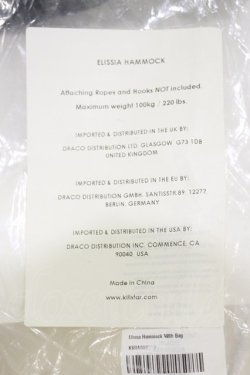 ELISSIA HAMMOCK
Attaching Ropes and Hooks NOT included.
Maximum weight 100kg / 220 lbs.
IMPORTED & DISTRIBUTED IN THE UK BY:
DRACO DISTRIBUTION LTD, GLASGOW G73 1DB
UNITED KINGDOM
IMPORTED & DISTRIBUTED IN THE EU BY:
DRACO DISTRIBUTION GMBH, SANTISSTR.89, 12277
BERLIN, GERMANY
IMPORTED & DISTRIBUTED IN THE USA BY:
DRACO DISTRIBUTION INC, COMMENCE, CA
90040 USA
Made in China
www.killstar.com
Elissia Hammock With Bag